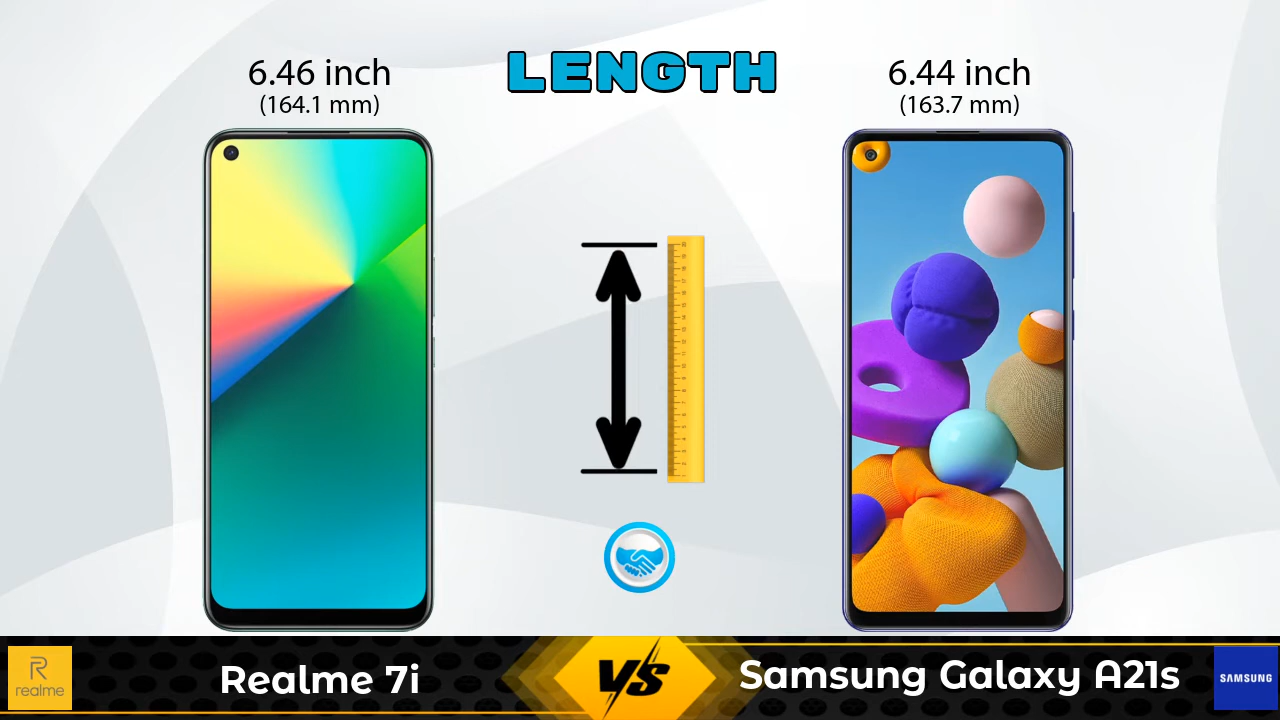 LENGTH
6.46 inch
(164.1 mm)
6.44 inch
(163.7 mm)
realme
Realme 7i
VS
Samsung Galaxy A21s
SAMSUNG